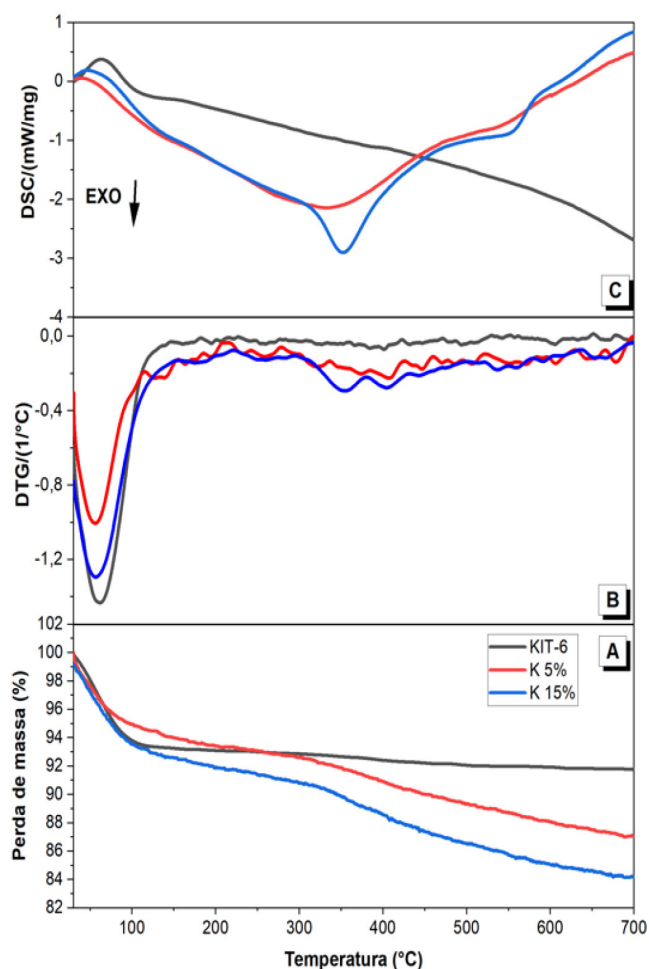 1
0
-1
-2
-3
-4
DSC/(mW/mg)
EXO
C
0,0
-0,4
-0,8
-1,2
DTG/(1/°C)
B
102
100
98
96
94
92
90
88
86
84
82
Perda de massa (%)
KIT-6
K 5%
K 15%
A
100 200 300 400 500 600 700
Temperatura (°C)